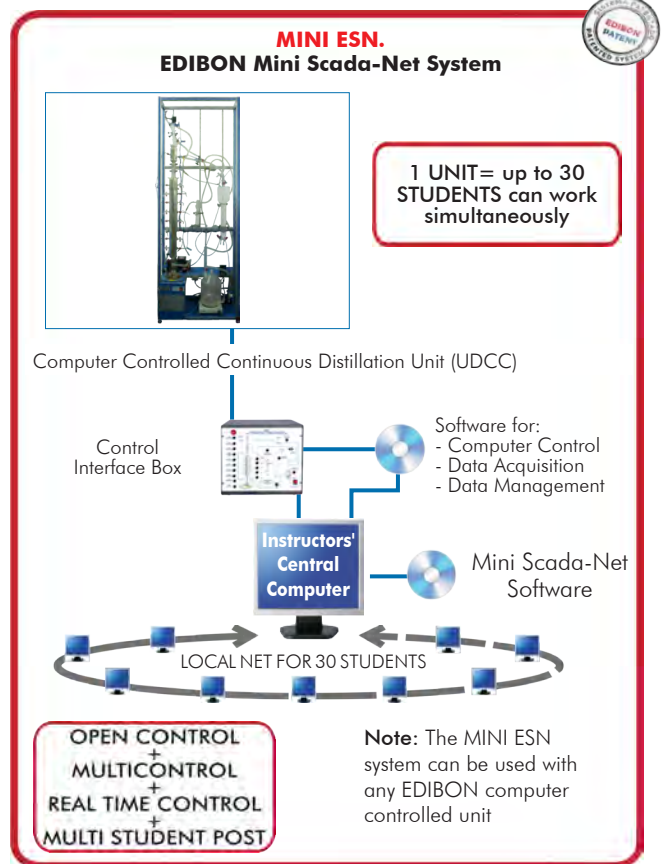 MINI ESN.
EDIBON Mini Scada-Net System
EDIBON
PATENT
PATENTED SYSTEM
1 UNIT= up to 30
STUDENTS can work
simultaneously
Computer Controlled Continuous Distillation Unit (UDCC)
Control
Interface Box
Software for:
- Computer Control
- Data Acquisition
- Data Management
Instructors'
Central
Computer
Mini Scada-Net
Software
LOCAL NET FOR 30 STUDENTS
OPEN CONTROL
+
MULTICONTROL
+
REAL TIME CONTROL
+
MULTI STUDENT POST
Note: The MINI ESN
system can be used with
any EDIBON computer
controlled unit